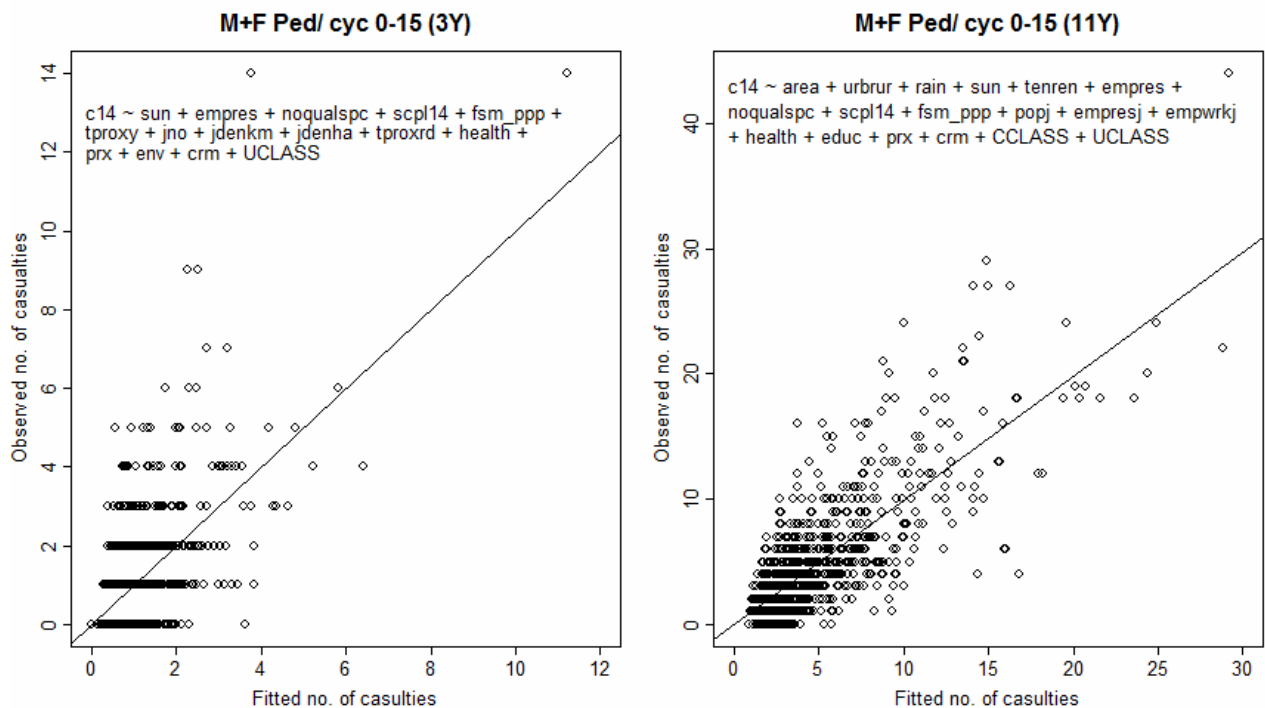 M+F Ped/ cyc 0-15 (3Y)
c14 ~ sun + empres + noqualspc + scpl14 + fsm_ppp +
tproxy + jno + jdenkm + jdenha + tproxrd + health +
prx + env + crm + UCLASS
Observed no. of casualties
14
12
10
8
6
4
2
0
0 2 4 6 8 10 12
Fitted no. of casulties
M+F Ped/ cyc 0-15 (11Y)
c14 ~ area + urbrur + rain + sun + tenren + empres +
noqualspc + scpl14 + fsm_ppp + popj + empresj + empwrkj
+ health + educ + prx + crm + CCLASS + UCLASS
Observed no. of casualties
40
30
20
10
0
0 5 10 15 20 25 30
Fitted no. of casulties